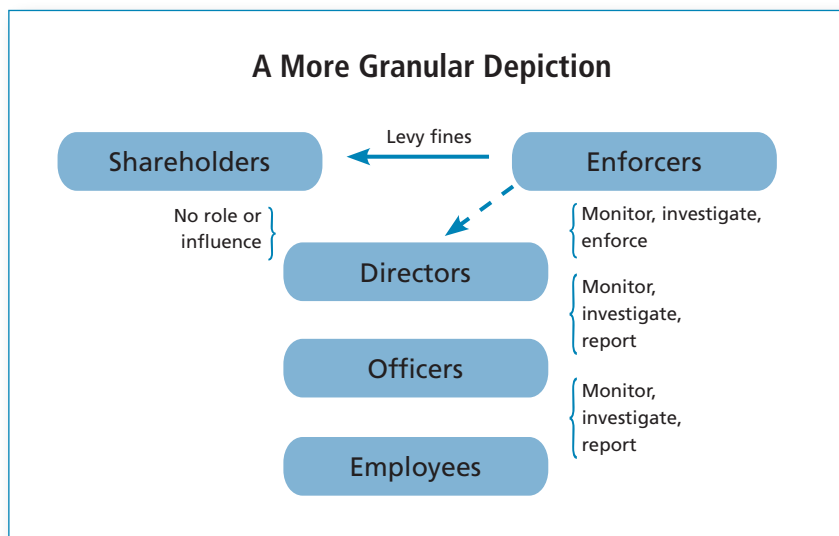 A More Granular Depiction
Levy fines
Shareholders
Enforcers
No role or
influence
Monitor, investigate,
enforce
Directors
Monitor,
investigate,
report
Officers
Monitor,
investigate,
report
Employees